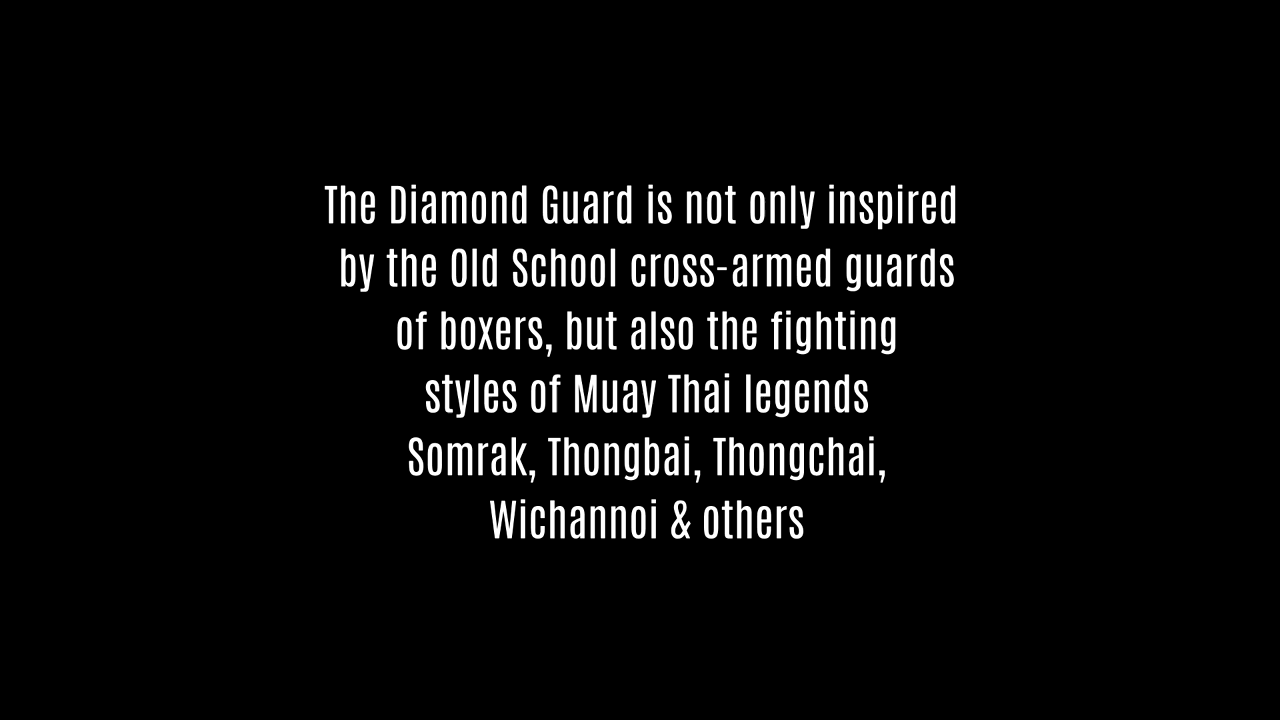 The Diamond Guard is not only inspired
by the Old School cross-armed guards
of boxers, but also the fighting
styles of Muay Thai legends
Somrak, Thongbai, Thongchai,
Wichannoi & others